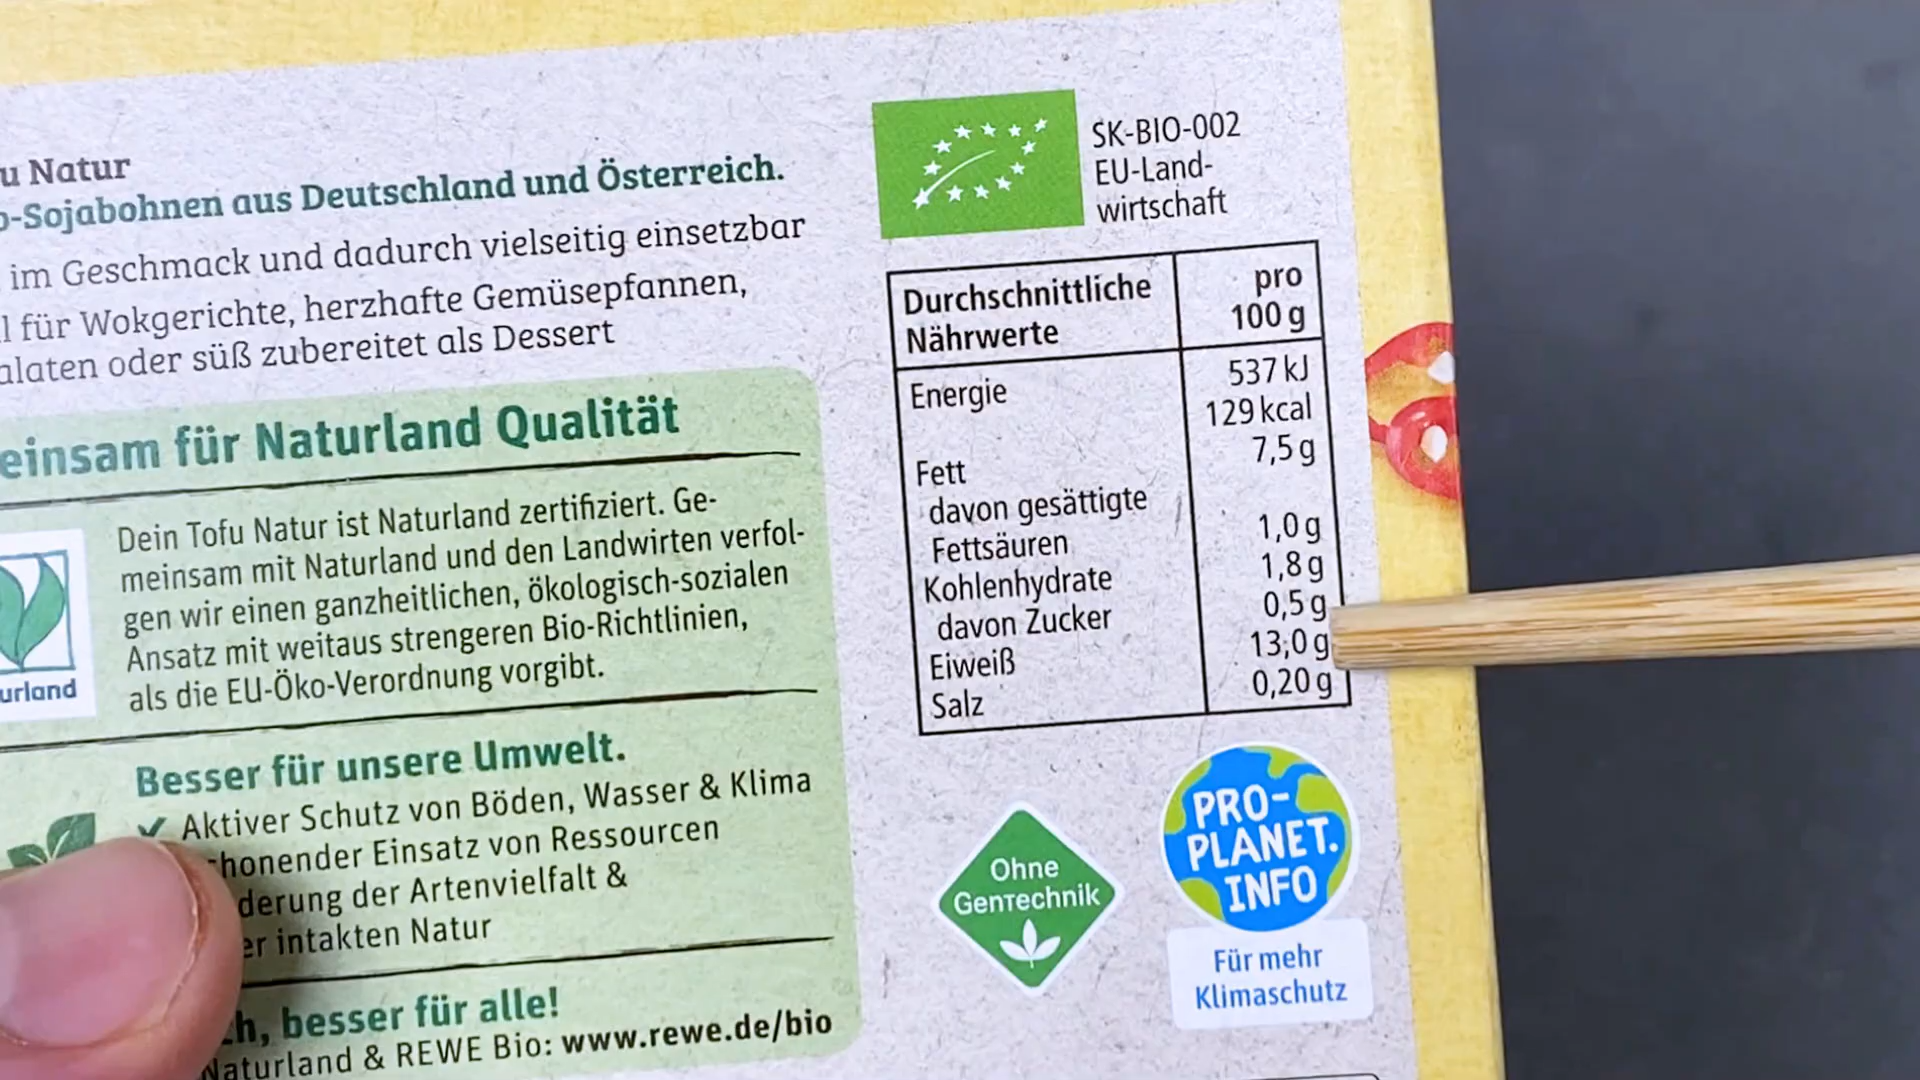 u Natur
o-Sojabohnen aus Deutschland und Österreich.
im Geschmack und dadurch vielseitig einsetzbar
l für Wokgerichte, herzhafte Gemüsepfannen,
alaten oder süß zubereitet als Dessert
einsam für Naturland Qualität
Dein Tofu Natur ist Naturland zertifiziert. Ge-
meinsam mit Naturland und den Landwirten verfol-
gen wir einen ganzheitlichen, ökologisch-sozialen
Ansatz mit weitaus strengeren Bio-Richtlinien,
als die EU-Öko-Verordnung vorgibt.
urland
Besser für unsere Umwelt.
✓ Aktiver Schutz von Böden, Wasser & Klima
honender Einsatz von Ressourcen
derung der Artenvielfalt &
er intakten Natur
h, besser für alle!
Naturland & REWE Bio: www.rewe.de/bio
SK-BIO-002
EU-Land-
wirtschaft
Durchschnittliche Nährwerte pro 100 g
Energie 537 kJ
129 kcal
Fett 7,5 g
davon gesättigte
Fettsäuren 1,0 g
Kohlenhydrate 1,8 g
davon Zucker 0,5 g
Eiweiß 13,0 g
Salz 0,20 g
Ohne
GenTechnik
PRO-
PLANET.
INFO
Für mehr
Klimaschutz